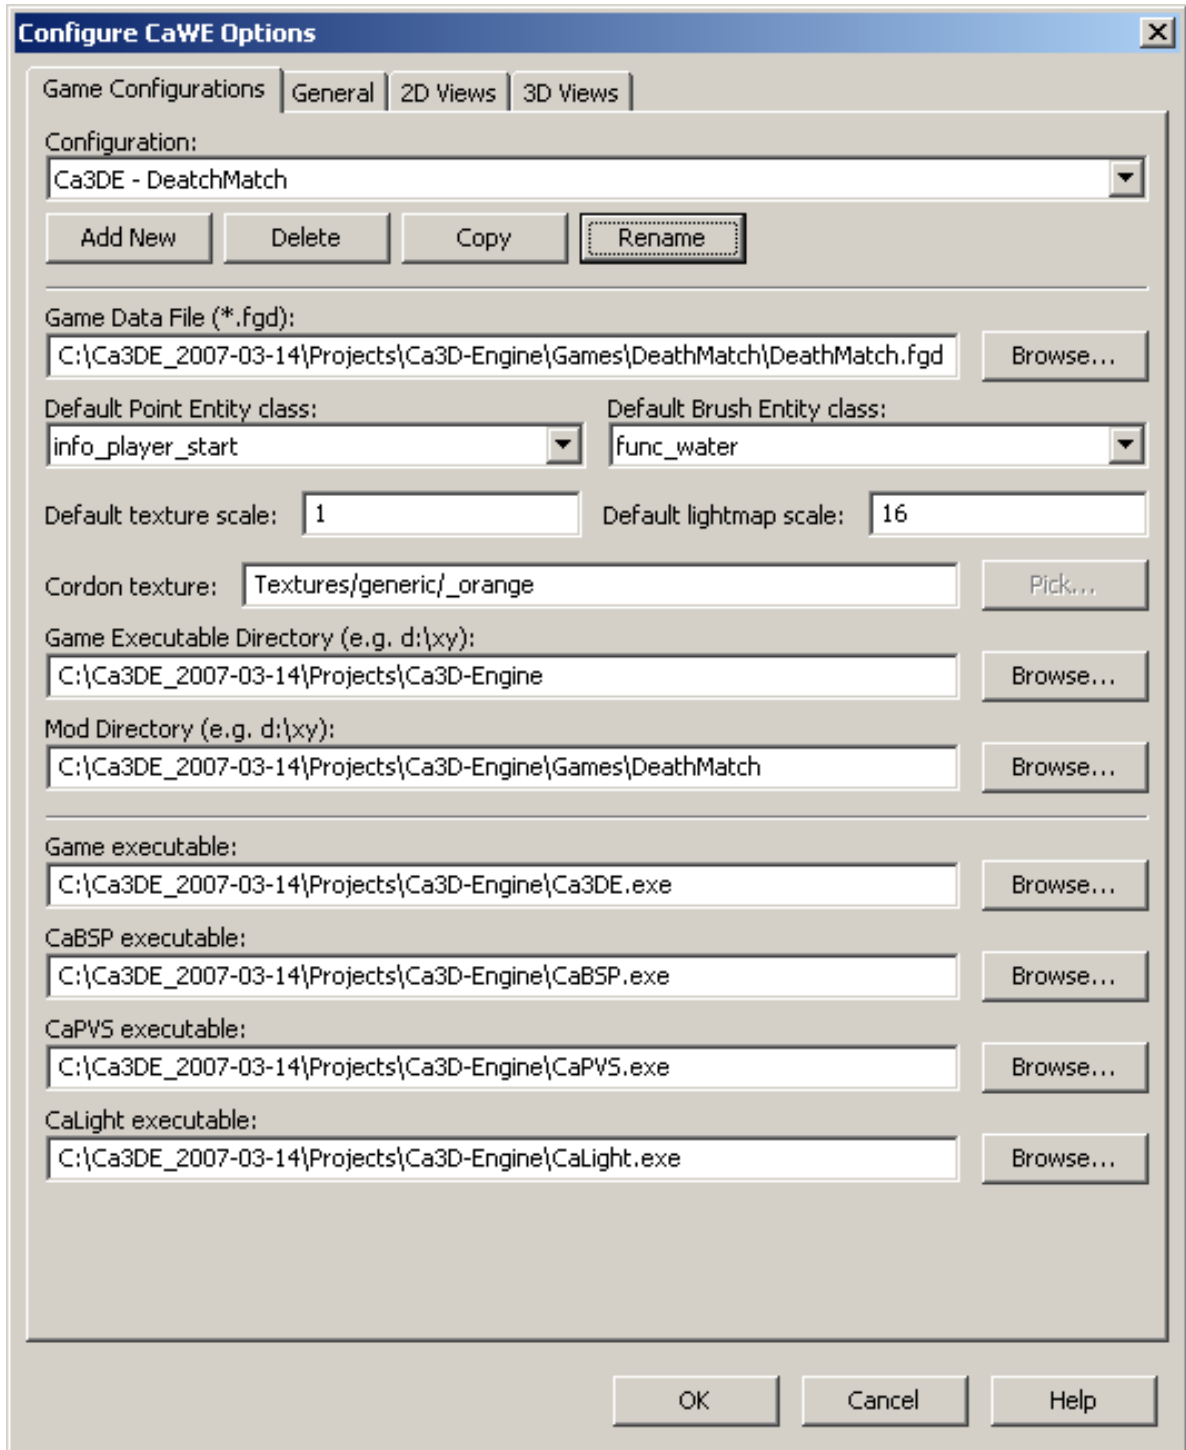 Configure CaWE Options
Game Configurations General 2D Views 3D Views
Configuration:
Ca3DE - DeatchMatch
Add New Delete Copy Rename
Game Data File (*.fgd):
C:\Ca3DE_2007-03-14\Projects\Ca3D-Engine\Games\DeathMatch\DeathMatch.fgd Browse...
Default Point Entity class: Default Brush Entity class:
info_player_start func_water
Default texture scale: 1 Default lightmap scale: 16
Cordon texture: Textures/generic/_orange Pick...
Game Executable Directory (e.g. d:\xy):
C:\Ca3DE_2007-03-14\Projects\Ca3D-Engine Browse...
Mod Directory (e.g. d:\xy):
C:\Ca3DE_2007-03-14\Projects\Ca3D-Engine\Games\DeathMatch Browse...
Game executable:
C:\Ca3DE_2007-03-14\Projects\Ca3D-Engine\Ca3DE.exe Browse...
CaBSP executable:
C:\Ca3DE_2007-03-14\Projects\Ca3D-Engine\CaBSP.exe Browse...
CaPVS executable:
C:\Ca3DE_2007-03-14\Projects\Ca3D-Engine\CaPVS.exe Browse...
CaLight executable:
C:\Ca3DE_2007-03-14\Projects\Ca3D-Engine\CaLight.exe Browse...
OK Cancel Help